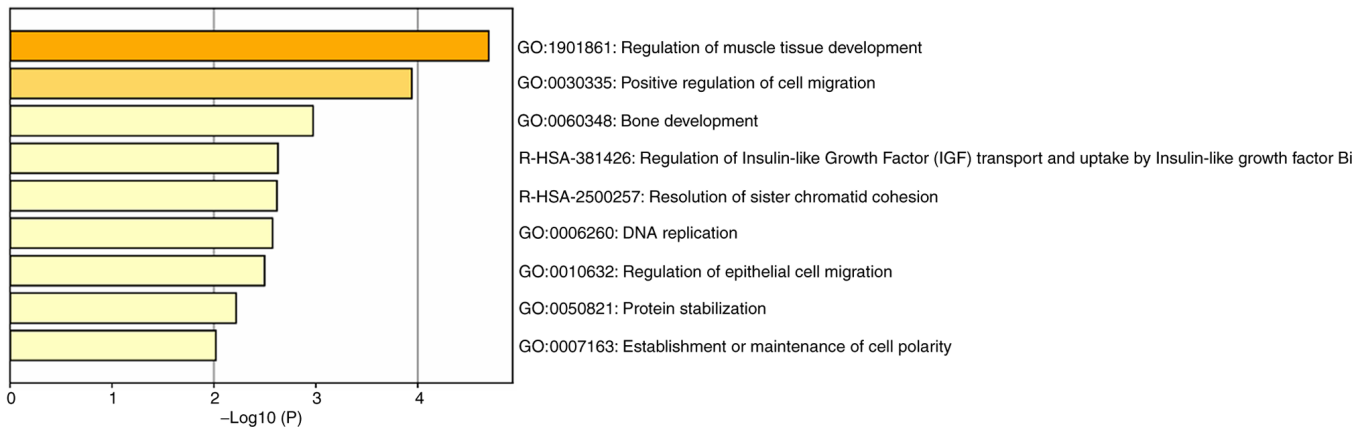 GO:1901861: Regulation of muscle tissue development
GO:0030335: Positive regulation of cell migration
GO:0060348: Bone development
R-HSA-381426: Regulation of Insulin-like Growth Factor (IGF) transport and uptake by Insulin-like growth factor Bi
R-HSA-2500257: Resolution of sister chromatid cohesion
GO:0006260: DNA replication
GO:0010632: Regulation of epithelial cell migration
GO:0050821: Protein stabilization
GO:0007163: Establishment or maintenance of cell polarity
0 1 2 3 4
–Log10 (P)